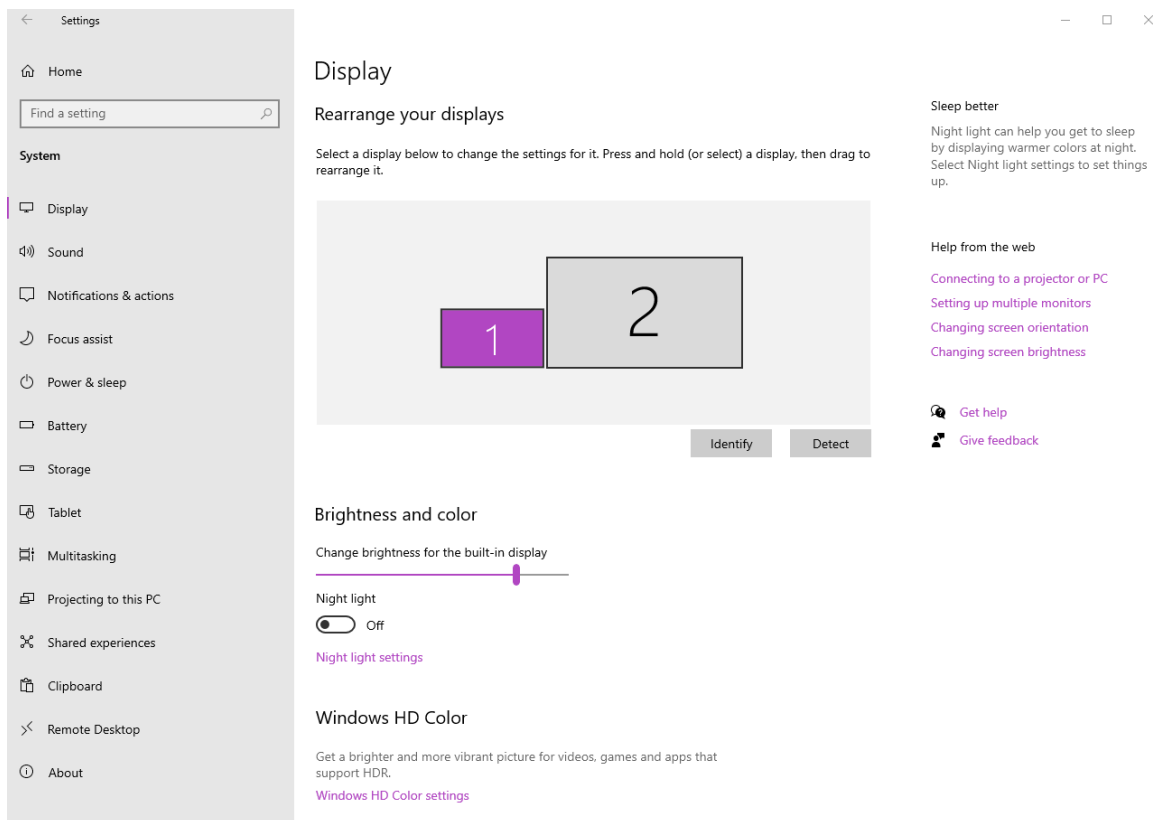 Settings
Home
Find a setting
System
Display
Sound
Notifications & actions
Focus assist
Power & sleep
Battery
Storage
Tablet
Multitasking
Projecting to this PC
Shared experiences
Clipboard
Remote Desktop
About
Display
Rearrange your displays
Select a display below to change the settings for it. Press and hold (or select) a display, then drag to
rearrange it.
1
2
Identify
Detect
Brightness and color
Change brightness for the built-in display
Night light
Off
Night light settings
Windows HD Color
Get a brighter and more vibrant picture for videos, games and apps that
support HDR.
Windows HD Color settings
Sleep better
Night light can help you get to sleep
by displaying warmer colors at night.
Select Night light settings to set things
up.
Help from the web
Connecting to a projector or PC
Setting up multiple monitors
Changing screen orientation
Changing screen brightness
Get help
Give feedback